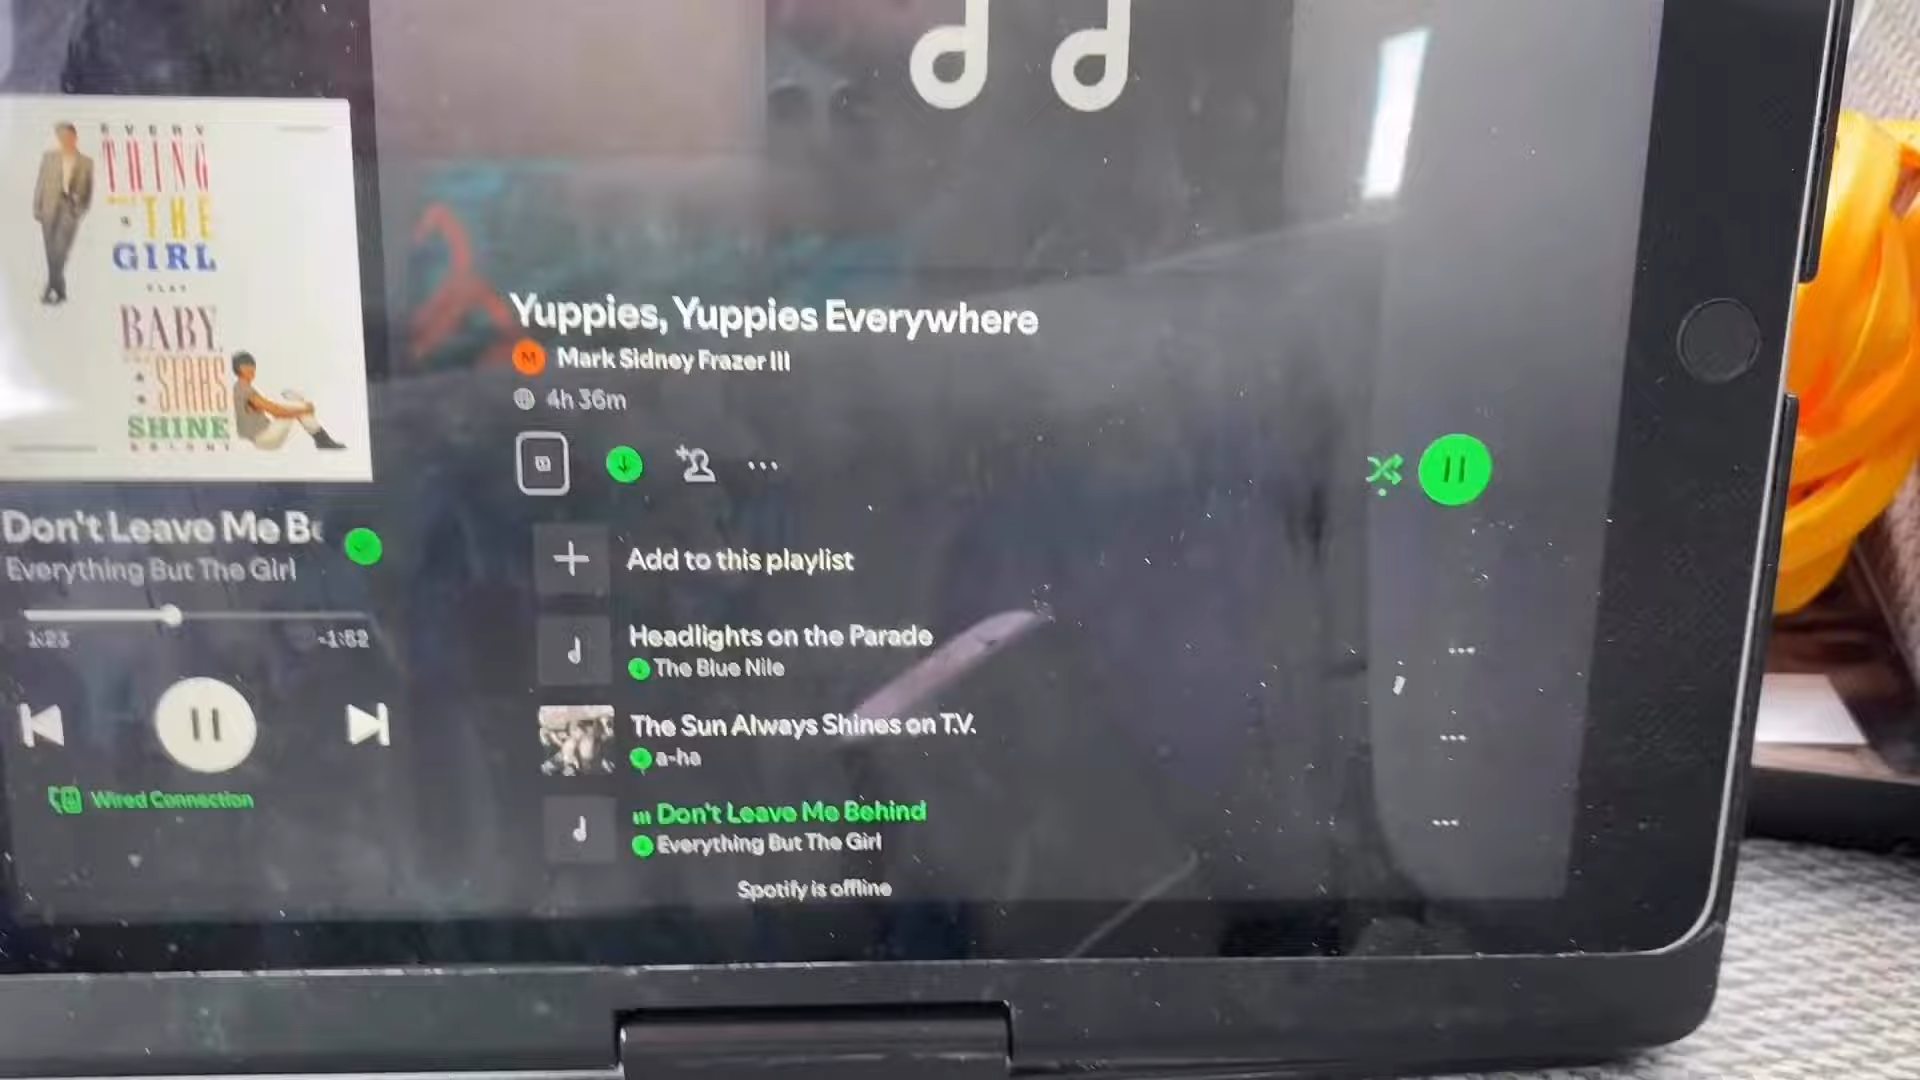 EVERY
THING
THE
GIRL
BABY
STARS
SHINE
Don't Leave Me Be
Everything But The Girl
1:23
-1:52
Wired Connection
Yuppies, Yuppies Everywhere
M
Mark Sidney Frazer III
4h 36m
Add to this playlist
Headlights on the Parade
The Blue Nile
The Sun Always Shines on T.V.
a-ha
Don't Leave Me Behind
Everything But The Girl
Spotify is offline